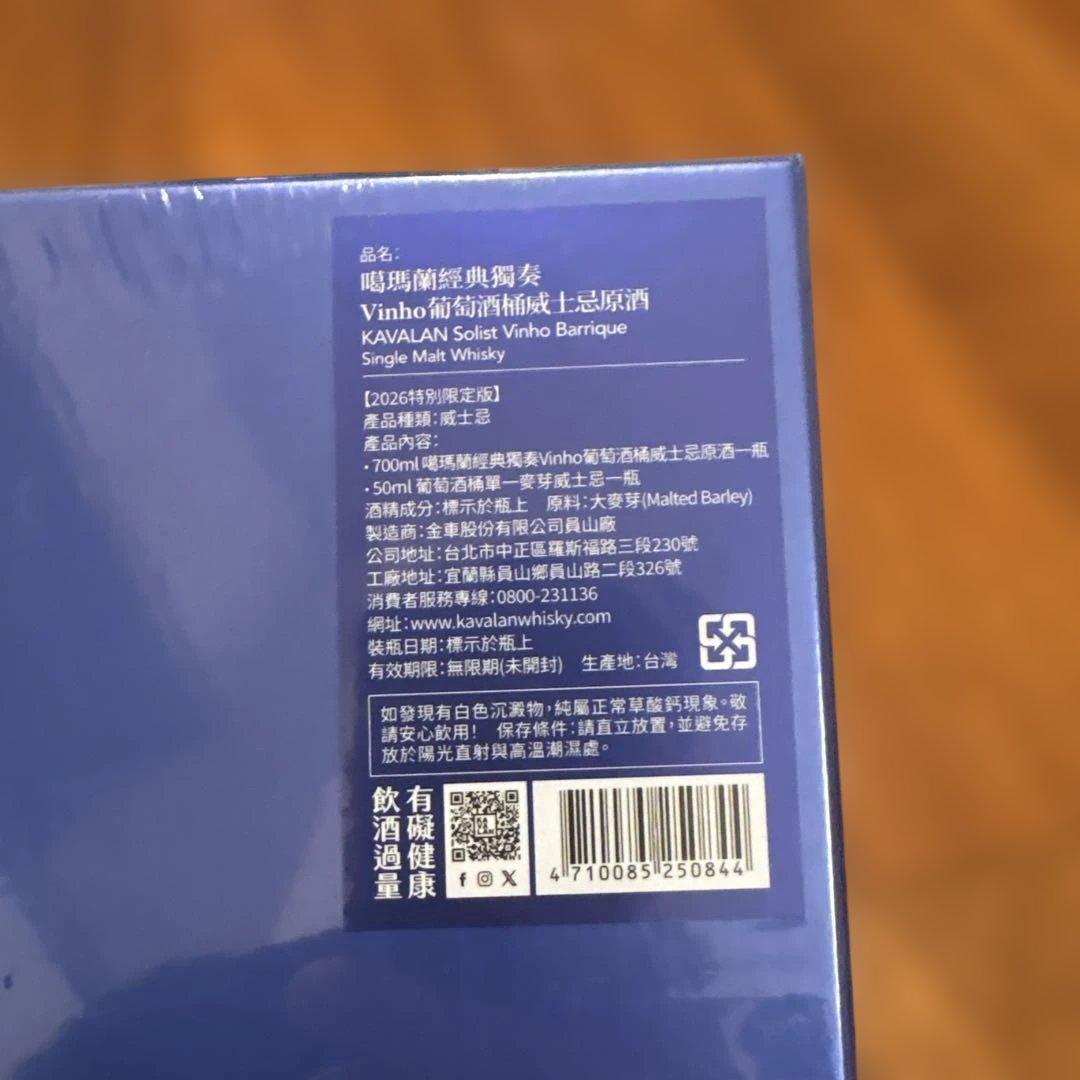 品名：
噶瑪蘭經典獨奏
Vinho葡萄酒桶威士忌原酒
KAVALAN Solist Vinho Barrique
Single Malt Whisky
【2026特別限定版】
產品種類：威士忌
產品內容：
・700ml 噶瑪蘭經典獨奏Vinho葡萄酒桶威士忌原酒一瓶
・50ml 葡萄酒桶單一麥芽威士忌一瓶
酒精成分：標示於瓶上　原料：大麥芽(Malted Barley)
製造商：金車股份有限公司員山廠
公司地址：台北市中正區羅斯福路三段230號
工廠地址：宜蘭縣員山鄉員山路二段326號
消費者服務專線：0800-231136
網址：www.kavalanwhisky.com
裝瓶日期：標示於瓶上
有效期限：無限期(未開封)　生產地：台灣
如發現有白色沉澱物，純屬正常草酸鈣現象。敬
請安心飲用！　保存條件：請直立放置，並避免存
放於陽光直射與高溫潮濕處。
飲酒過量
有礙健康
4 710085 250844